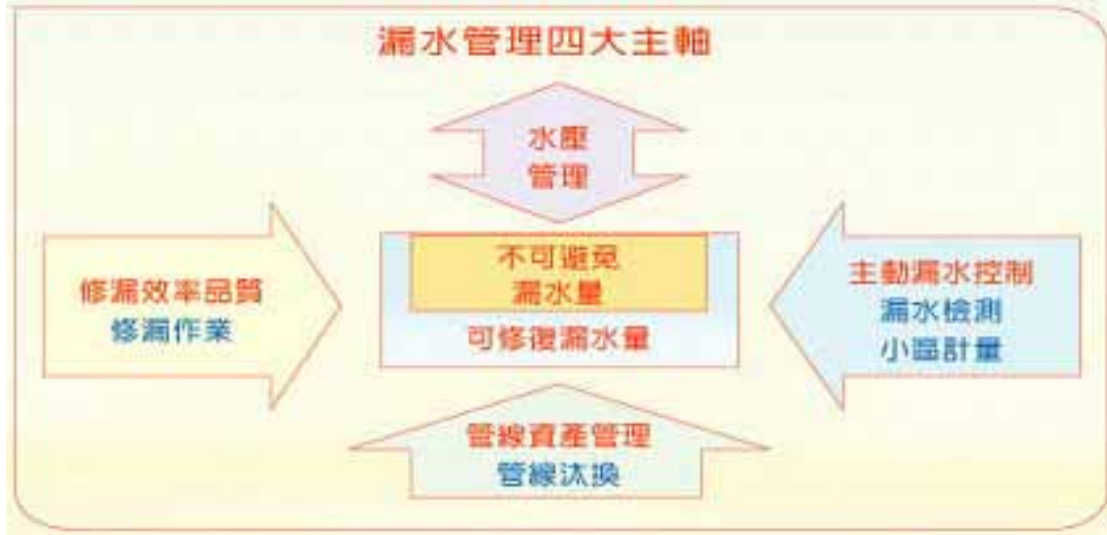 漏水管理四大主軸
水壓
管理
不可避免
漏水量
可修復漏水量
修漏效率品質
修漏作業
主動漏水控制
漏水檢測
小區計量
管線資產管理
管線汰換